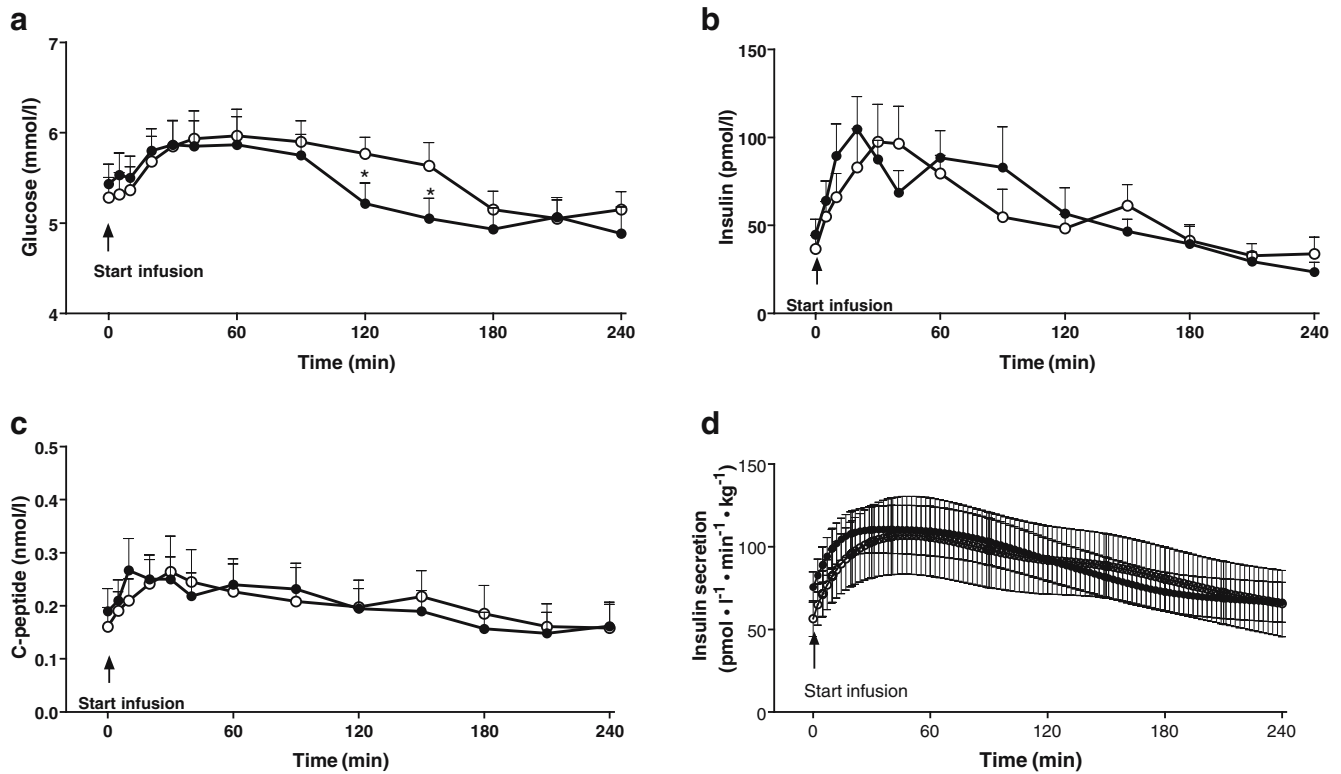 a
Glucose (mmol/l)
7
6
5
4
*
*
Start infusion
0
60
120
180
240
Time (min)
b
Insulin (pmol/l)
150
100
50
0
Start infusion
0
60
120
180
240
Time (min)
c
C-peptide (nmol/l)
0.5
0.4
0.3
0.2
0.1
0.0
Start infusion
0
60
120
180
240
Time (min)
d
Insulin secretion
(pmol • l⁻¹ • min⁻¹ • kg⁻¹)
150
100
50
0
Start infusion
0
60
120
180
240
Time (min)